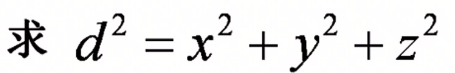 求 d² = x² + y² + z²